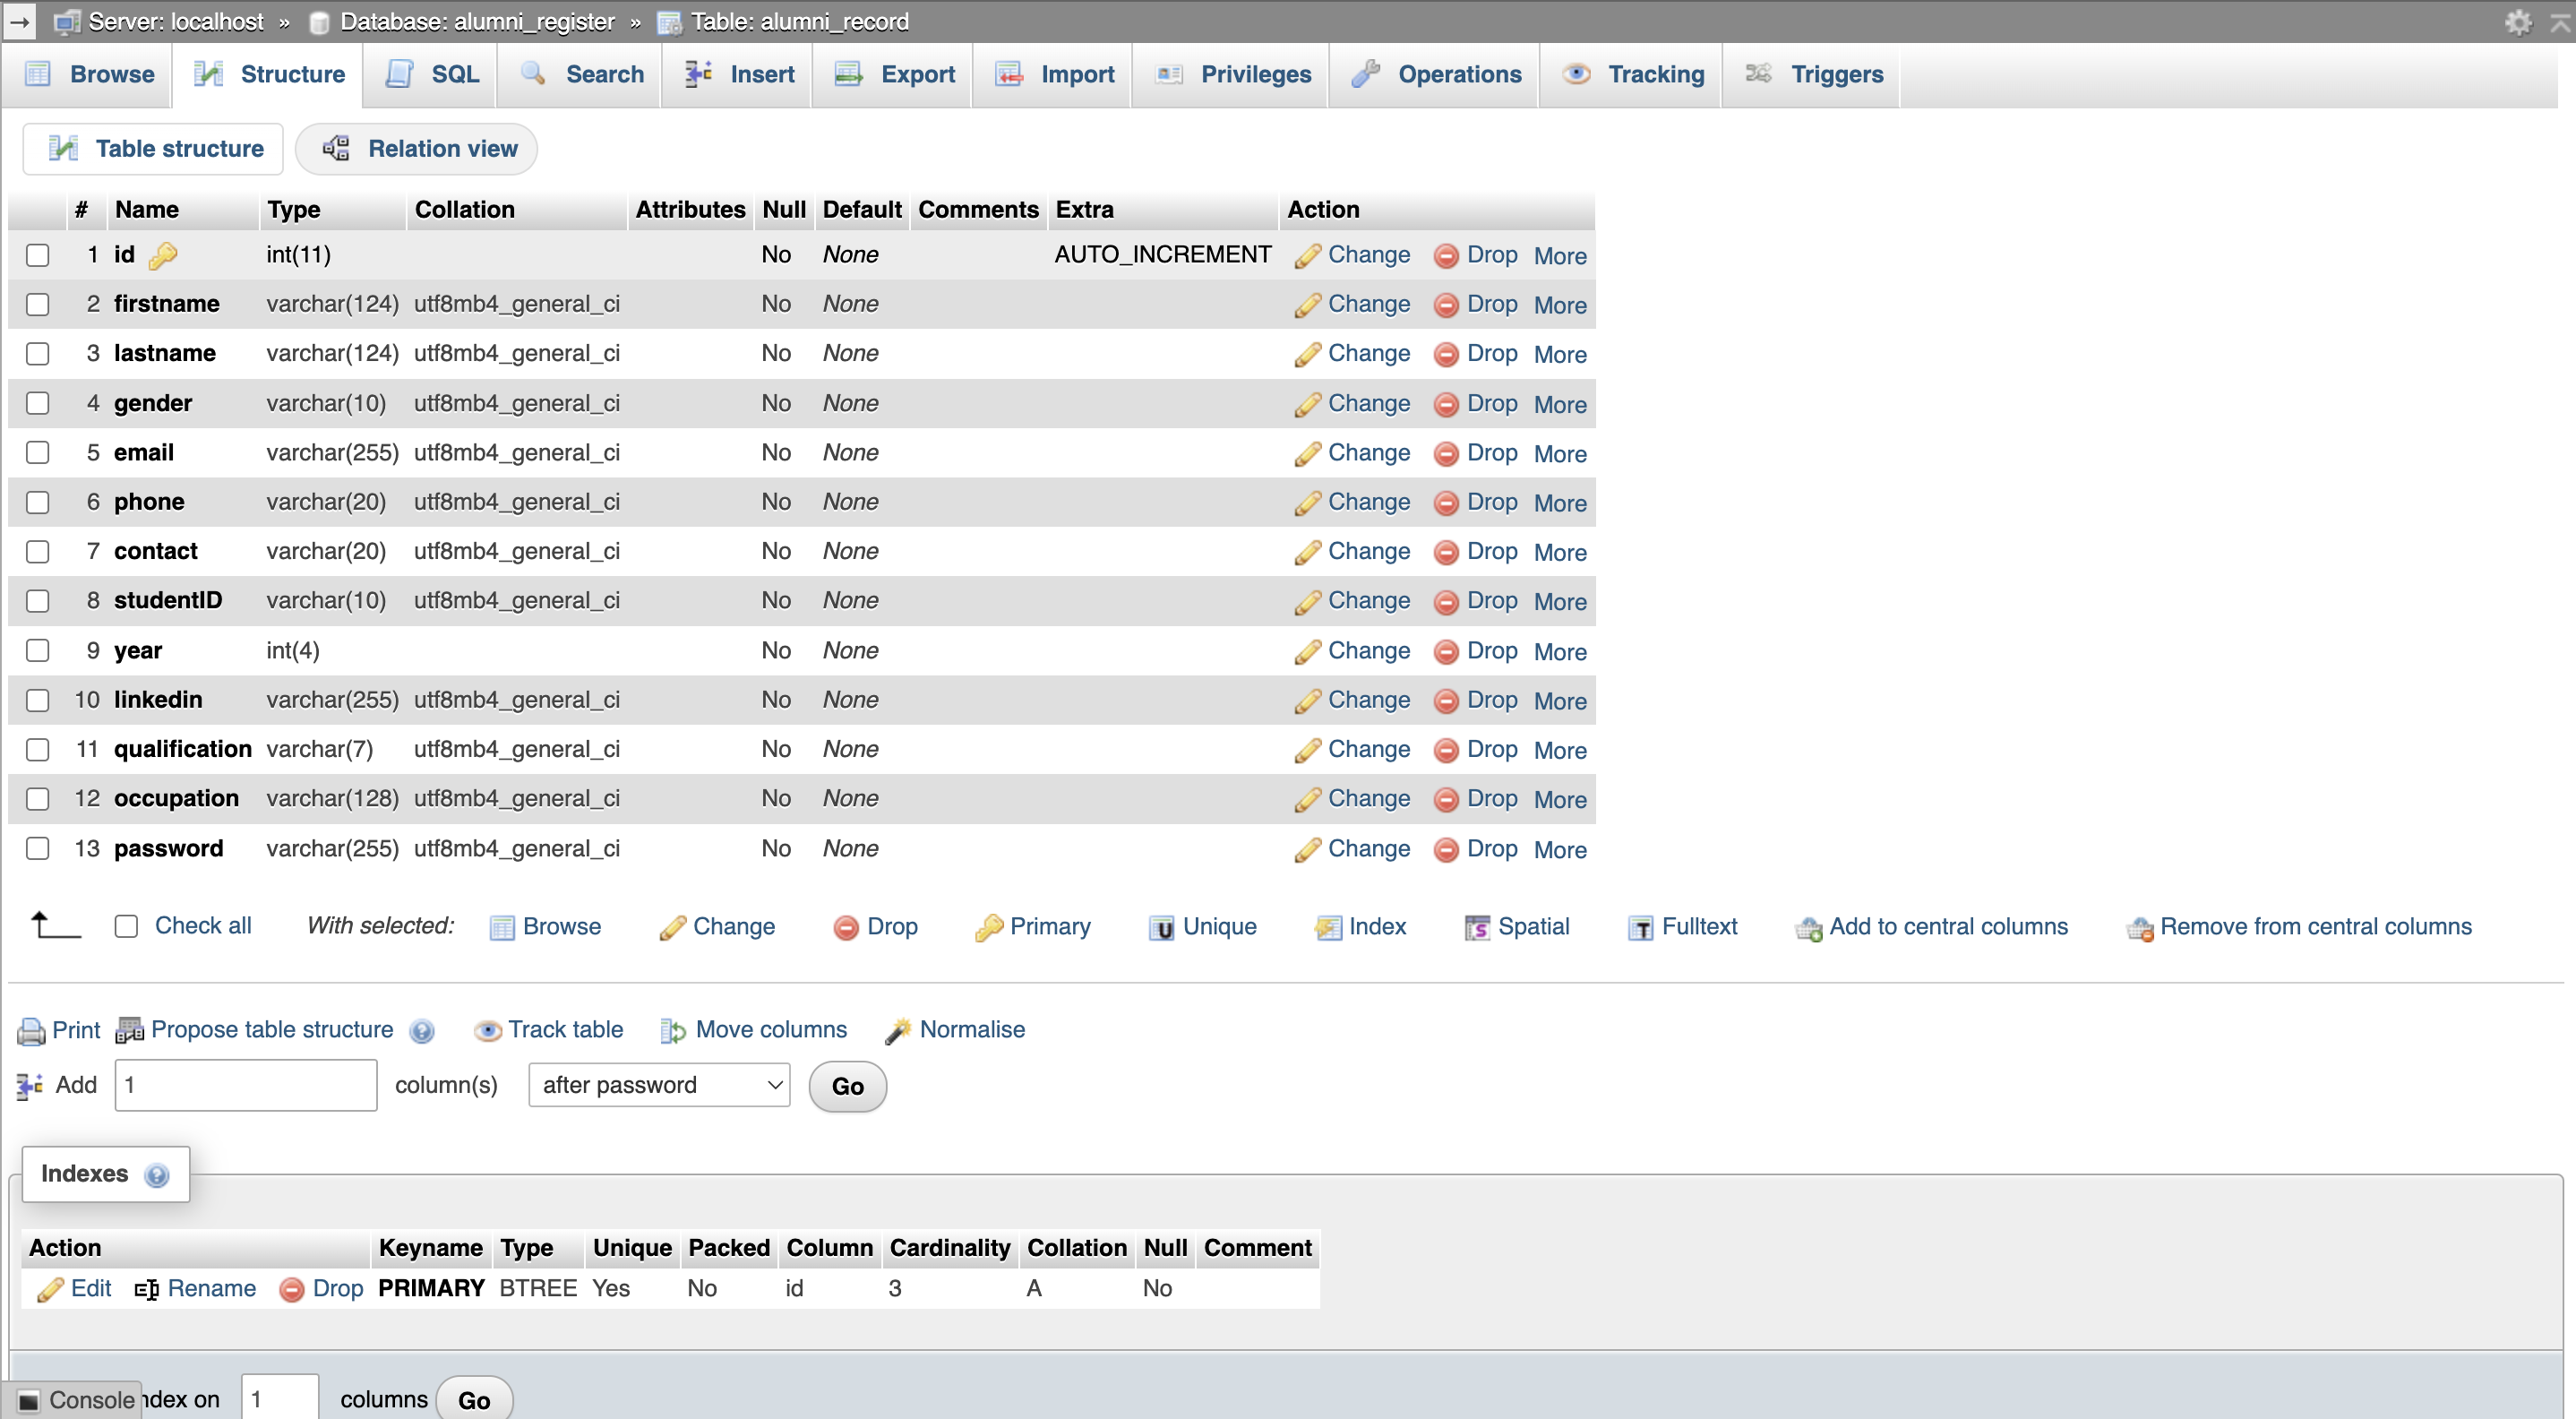 Server: localhost » Database: alumni_register » Table: alumni_record
Browse Structure SQL Search Insert Export Import Privileges Operations Tracking Triggers
Table structure Relation view
# Name Type Collation Attributes Null Default Comments Extra Action
1 id int(11) No None AUTO_INCREMENT Change Drop More
2 firstname varchar(124) utf8mb4_general_ci No None Change Drop More
3 lastname varchar(124) utf8mb4_general_ci No None Change Drop More
4 gender varchar(10) utf8mb4_general_ci No None Change Drop More
5 email varchar(255) utf8mb4_general_ci No None Change Drop More
6 phone varchar(20) utf8mb4_general_ci No None Change Drop More
7 contact varchar(20) utf8mb4_general_ci No None Change Drop More
8 studentID varchar(10) utf8mb4_general_ci No None Change Drop More
9 year int(4) No None Change Drop More
10 linkedin varchar(255) utf8mb4_general_ci No None Change Drop More
11 qualification varchar(7) utf8mb4_general_ci No None Change Drop More
12 occupation varchar(128) utf8mb4_general_ci No None Change Drop More
13 password varchar(255) utf8mb4_general_ci No None Change Drop More
Check all With selected: Browse Change Drop Primary Unique Index Spatial Fulltext Add to central columns Remove from central columns
Print Propose table structure Track table Move columns Normalise
Add 1 column(s) after password Go
Indexes
Action Keyname Type Unique Packed Column Cardinality Collation Null Comment
Edit Rename Drop PRIMARY BTREE Yes No id 3 A No
Console ndex on 1 columns Go